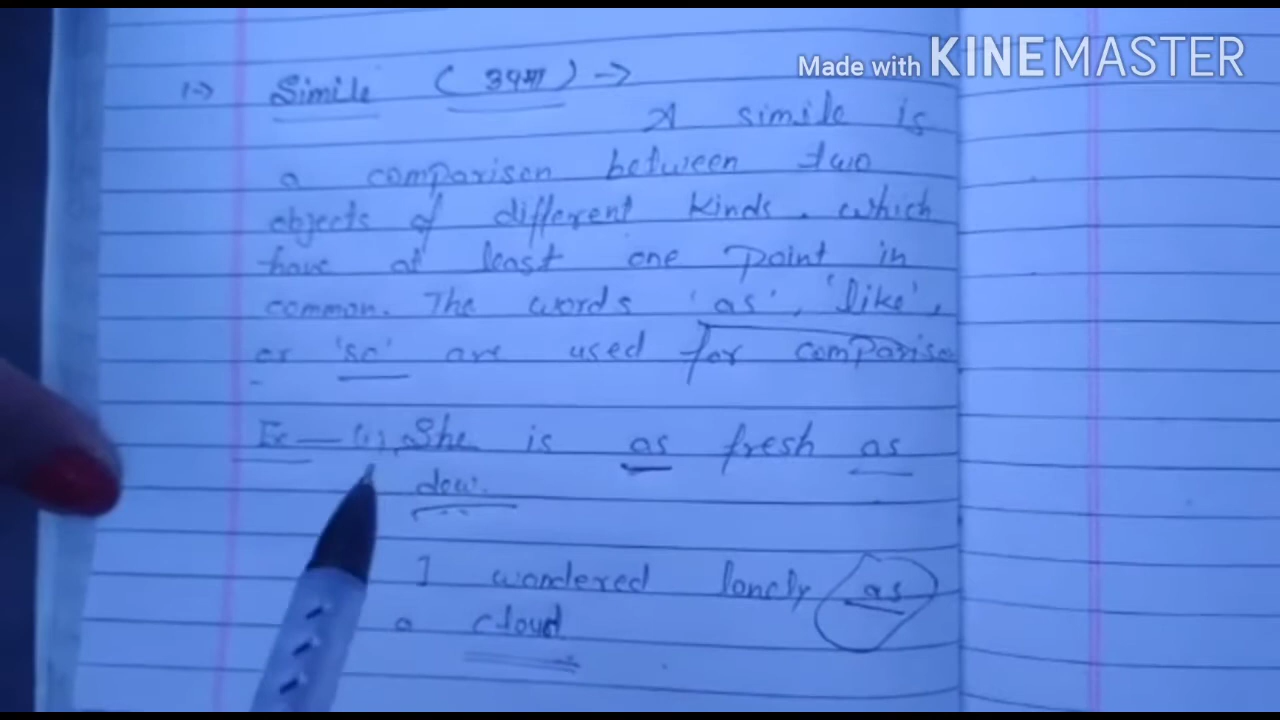 Made with KINEMASTER
1→ Simile (उपमा) →
A simile is
a comparison between two
objects of different kinds. which
have at least one point in
common. The words 'as', 'like',
or 'so' are used for comparison
Ex — (1) She is as fresh as
dew.
I wandered lonely as
a cloud